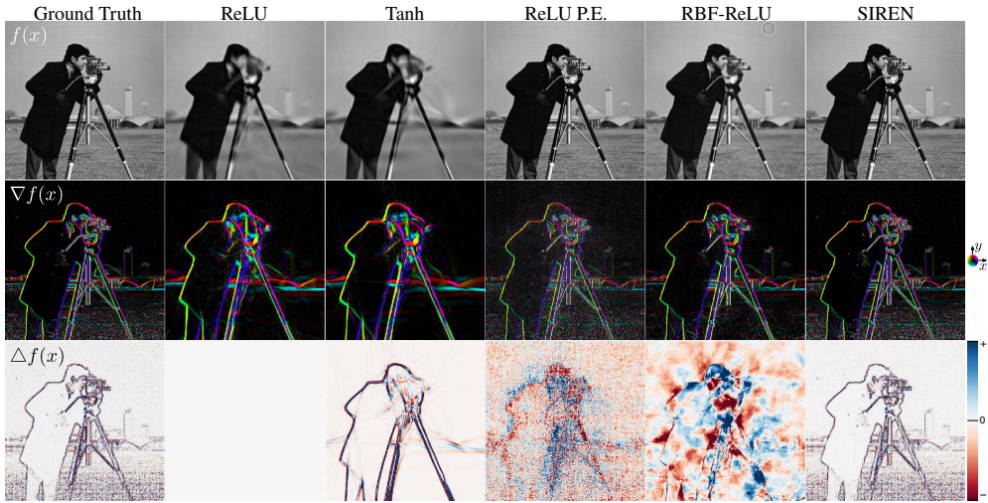 Ground Truth ReLU Tanh ReLU P.E. RBF-ReLU SIREN
f(x)
∇f(x)
y
x
△f(x)
+
0
−